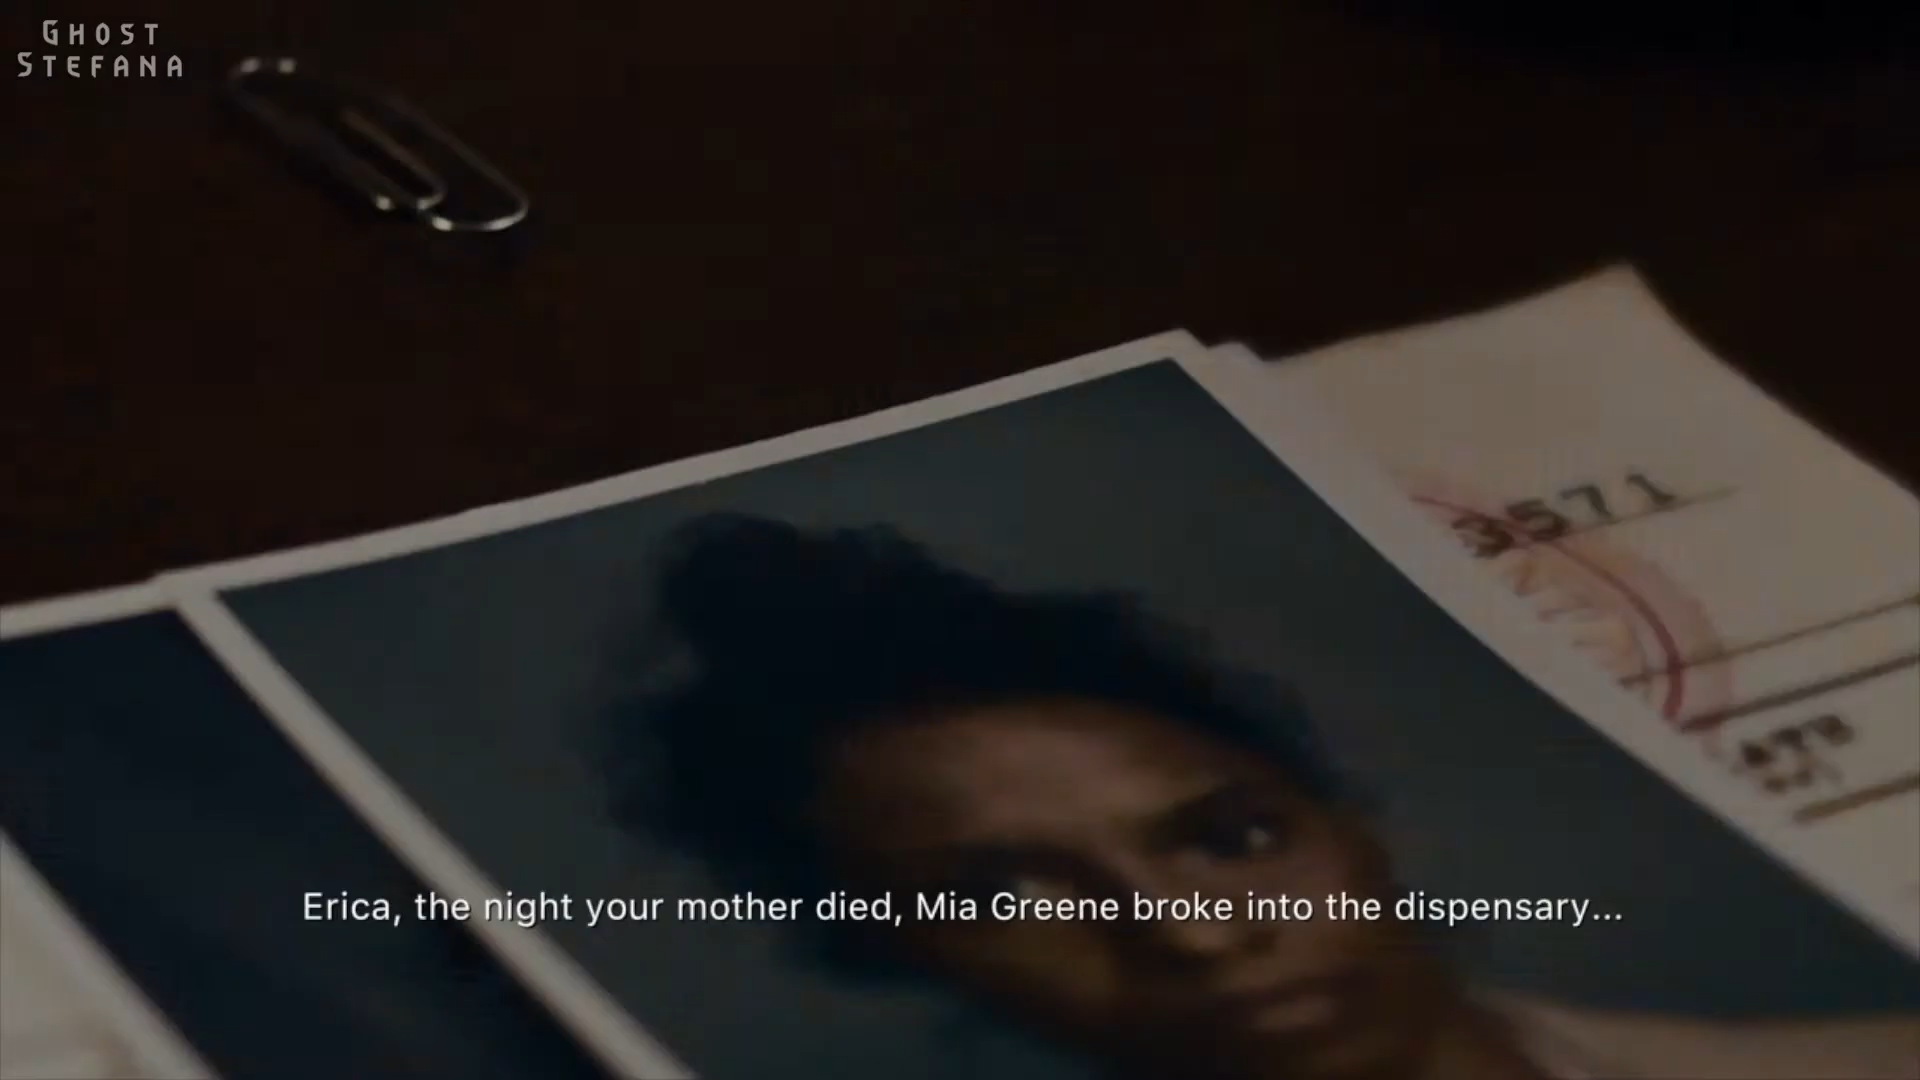 GHOST
STEFANA
3571
Erica, the night your mother died, Mia Greene broke into the dispensary...